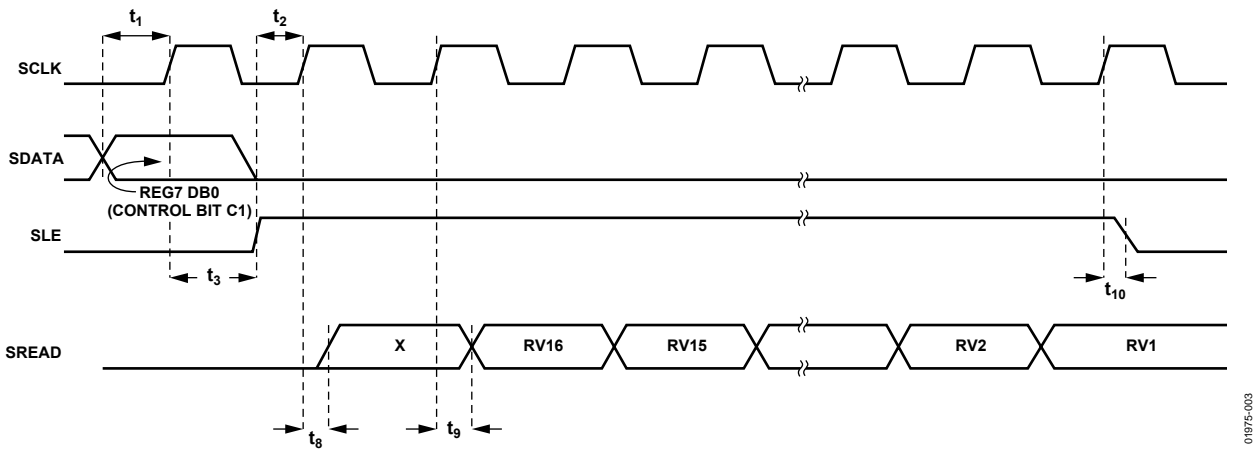 t1
t2
SCLK
SDATA
REG7 DB0
(CONTROL BIT C1)
SLE
t3
t10
SREAD
X
RV16
RV15
RV2
RV1
t8
t9
01975-003